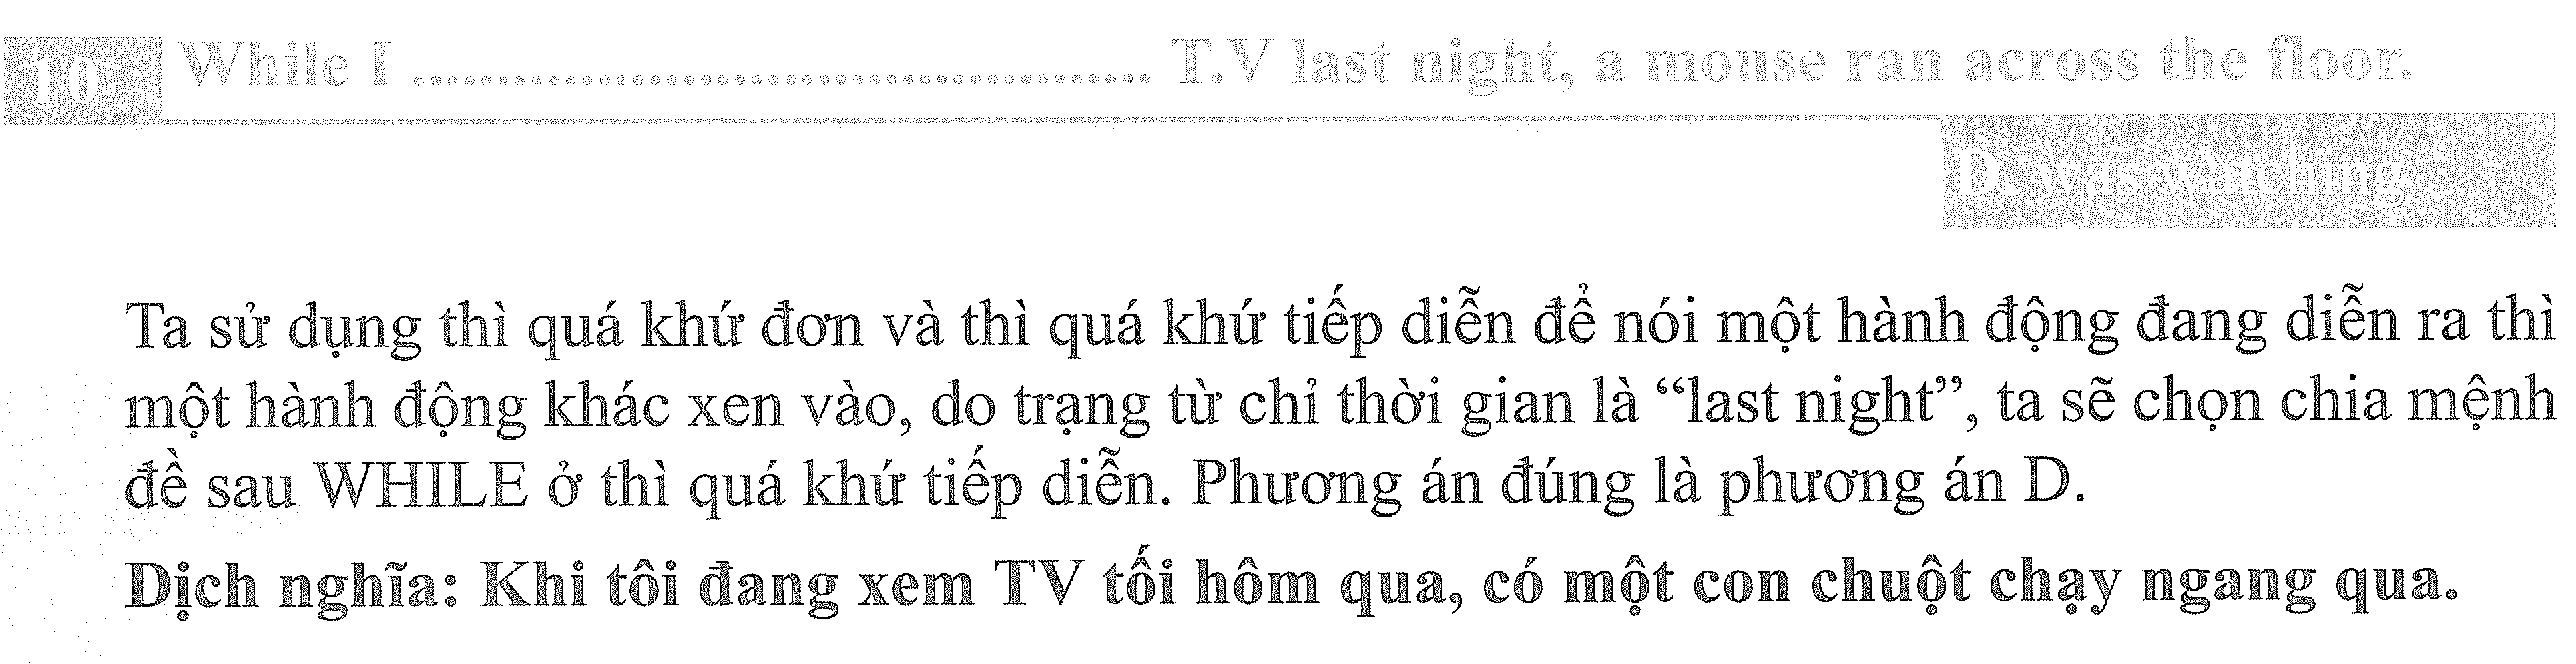 10 While I ............................................ T.V last night, a mouse ran across the floor.
D. was watching
Ta sử dụng thì quá khứ đơn và thì quá khứ tiếp diễn để nói một hành động đang diễn ra thì
một hành động khác xen vào, do trạng từ chỉ thời gian là “last night”, ta sẽ chọn chia mệnh
đề sau WHILE ở thì quá khứ tiếp diễn. Phương án đúng là phương án D.
Dịch nghĩa: Khi tôi đang xem TV tối hôm qua, có một con chuột chạy ngang qua.